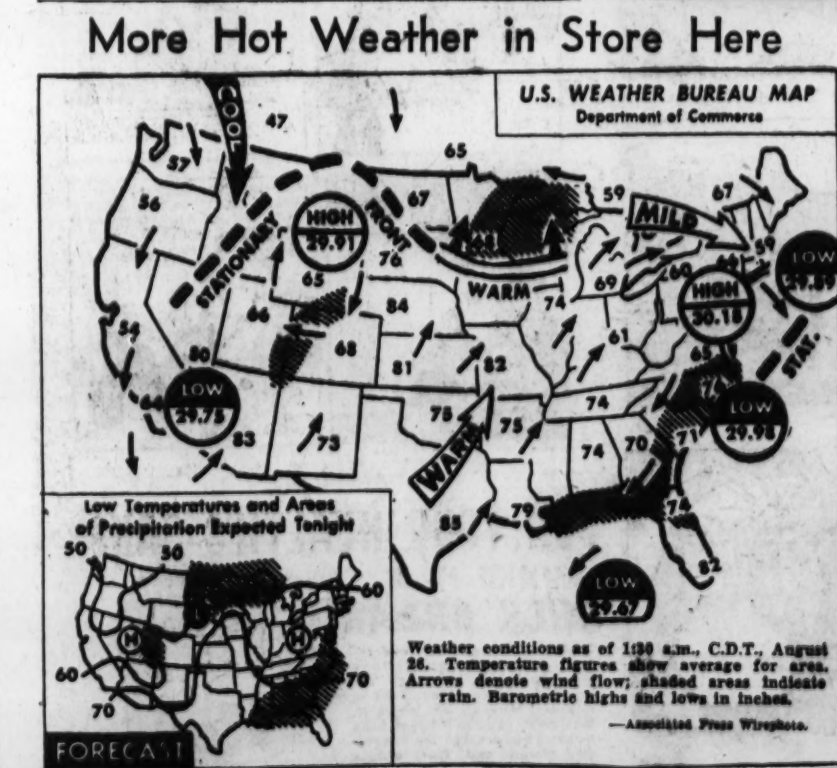 More Hot Weather in Store Here
U.S. WEATHER BUREAU MAP
Department of Commerce
COOL
47
57
56
65
67
59
MILD
67
59
HIGH
29.91
STATIONARY
FRONT
76
LOW
29.89
60
HIGH
30.18
65
WARM
74
69
66
84
54
61
STAT.
68
81
80
82
65
LOW
29.75
83
73
75
75
74
74
70
71
LOW
29.98
WARM
85
79
74
82
LOW
29.67
Low Temperatures and Areas
of Precipitation Expected Tonight
50
50
60
H
H
60
70
70
FORECAST
Weather conditions as of 1:30 a.m., C.D.T., August
26. Temperature figures show average for area.
Arrows denote wind flow; shaded areas indicate
rain. Barometric highs and lows in inches.
—Associated Press Wirephoto.